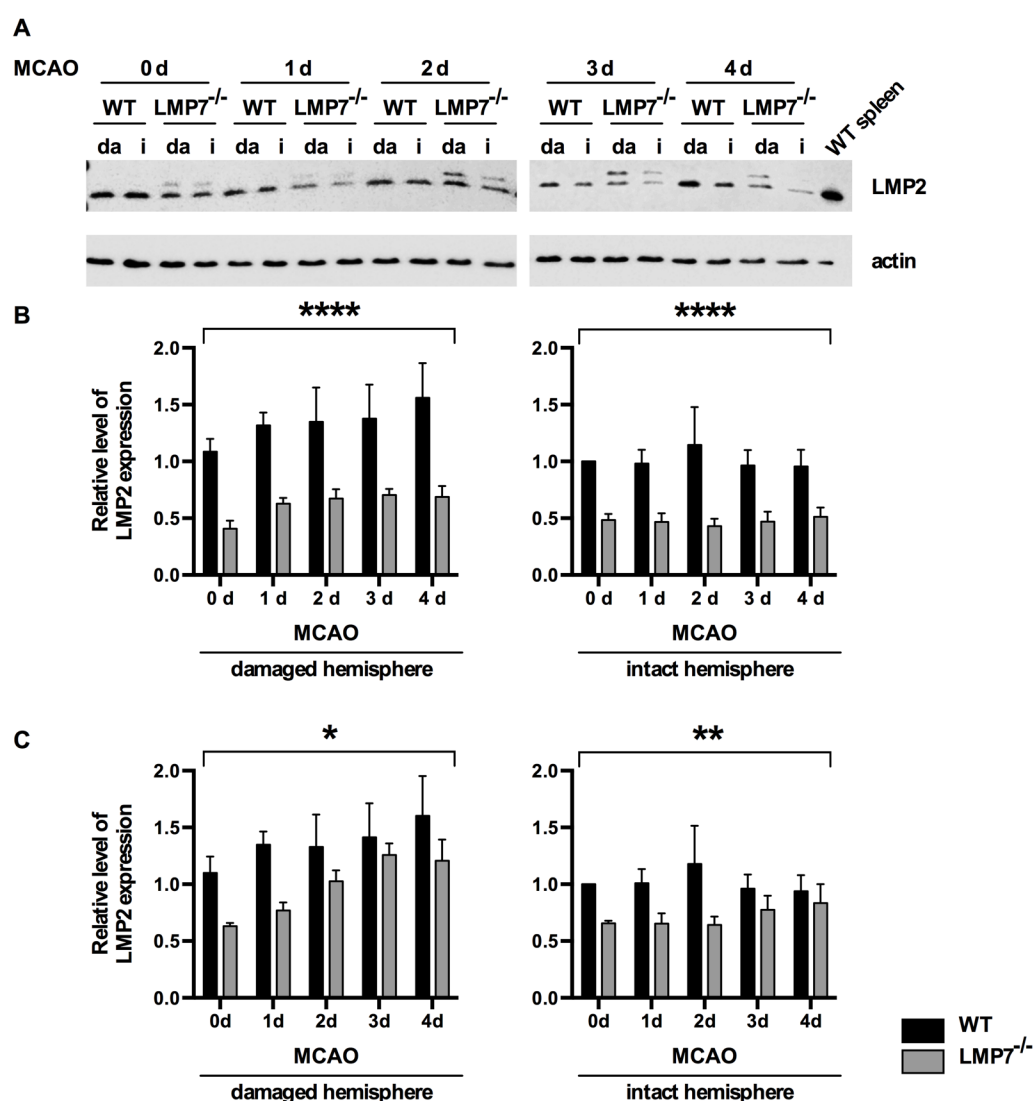 A
MCAO 0 d 1 d 2 d 3 d 4 d
WT LMP7-/- WT LMP7-/- WT LMP7-/- WT LMP7-/- WT LMP7-/- WT spleen
da i da i da i da i da i da i da i da i da i da i
LMP2
actin
B
**** ****
Relative level of
LMP2 expression
2.0 2.0
1.5 1.5
1.0 1.0
0.5 0.5
0.0 0.0
0 d 1 d 2 d 3 d 4 d 0 d 1 d 2 d 3 d 4 d
MCAO MCAO
damaged hemisphere intact hemisphere
C
* **
Relative level of
LMP2 expression
2.0 2.0
1.5 1.5
1.0 1.0
0.5 0.5
0.0 0.0
0d 1d 2d 3d 4d 0d 1d 2d 3d 4d
MCAO MCAO
damaged hemisphere intact hemisphere
WT
LMP7-/-